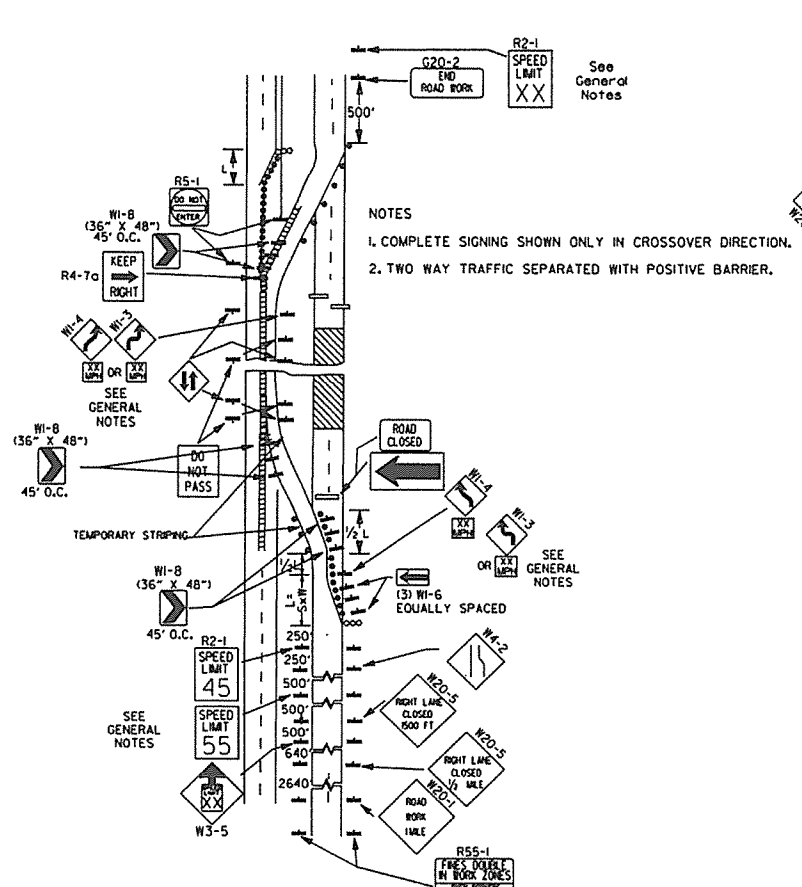 R2-1
SPEED
LIMIT
XX
See
General
Notes
G20-2
END
ROAD WORK
500'
L
R5-1
DO NOT
ENTER
W1-8
(36" X 48")
45' O.C.
KEEP
RIGHT
R4-7a
NOTES
1. COMPLETE SIGNING SHOWN ONLY IN CROSSOVER DIRECTION.
2. TWO WAY TRAFFIC SEPARATED WITH POSITIVE BARRIER.
W1-4
W1-3
XX
MPH
OR
XX
MPH
SEE
GENERAL
NOTES
W1-8
(36" X 48")
45' O.C.
DO
NOT
PASS
ROAD
CLOSED
W1-4
XX
MPH
W1-3
OR
XX
MPH
SEE
GENERAL
NOTES
TEMPORARY STRIPING
1/2 L
1/2 L
L=
SxW
W1-8
(36" X 48")
45' O.C.
(3) W1-6
EQUALLY SPACED
R2-1
SPEED
LIMIT
45
250'
250'
500'
500'
500'
640'
2640'
W4-2
SEE
GENERAL
NOTES
SPEED
LIMIT
55
W20-5
RIGHT LANE
CLOSED
1500 FT
W20-5
RIGHT LANE
CLOSED
1/2 MILE
XX
W3-5
W20-1
ROAD
WORK
1 MILE
R55-1
FINES DOUBLE
IN WORK ZONES